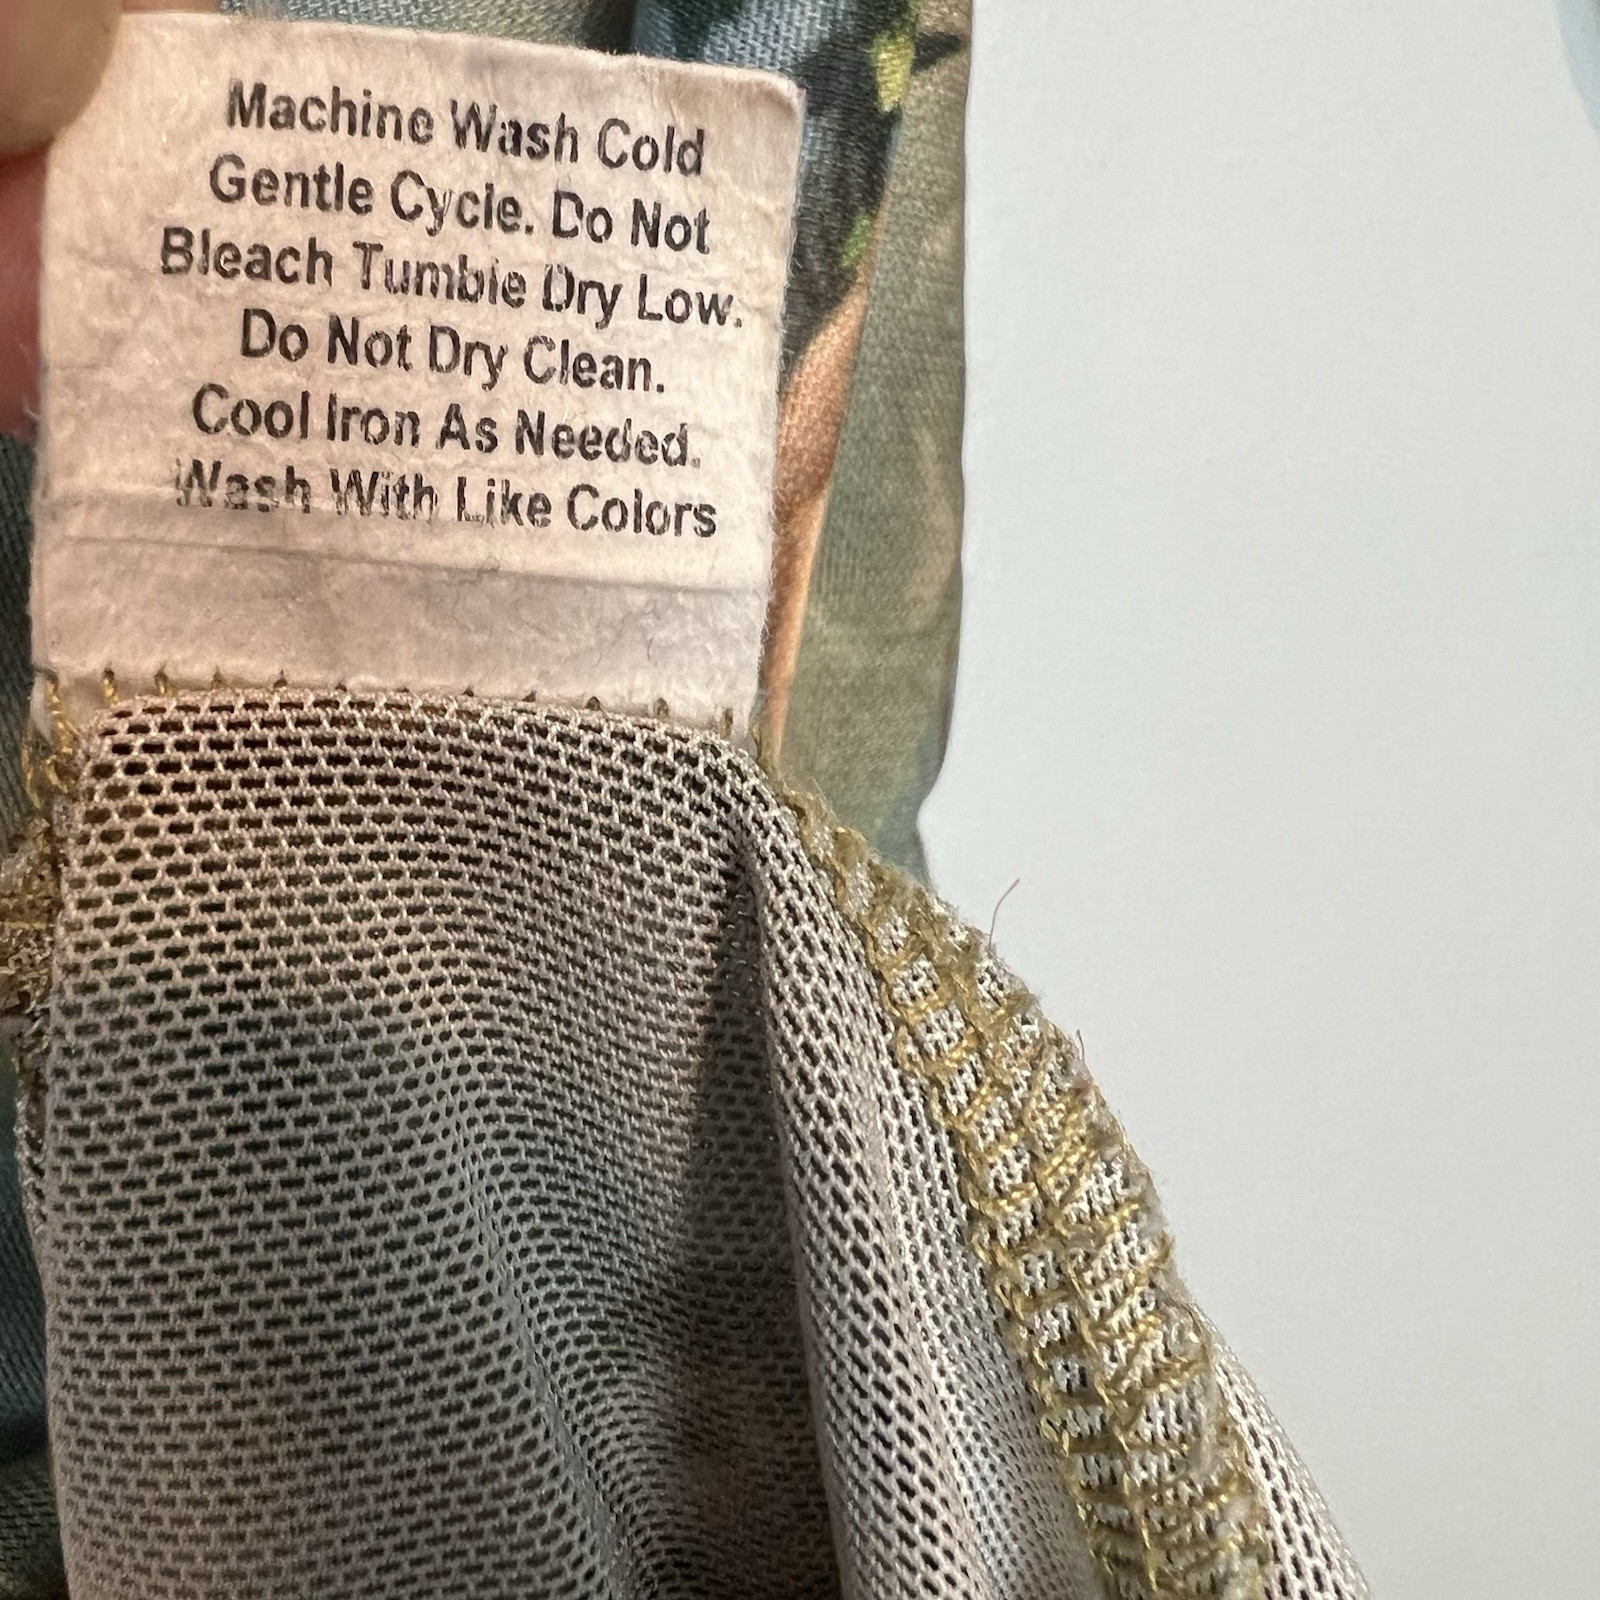 Machine Wash Cold
Gentle Cycle. Do Not
Bleach Tumble Dry Low.
Do Not Dry Clean.
Cool Iron As Needed.
Wash With Like Colors